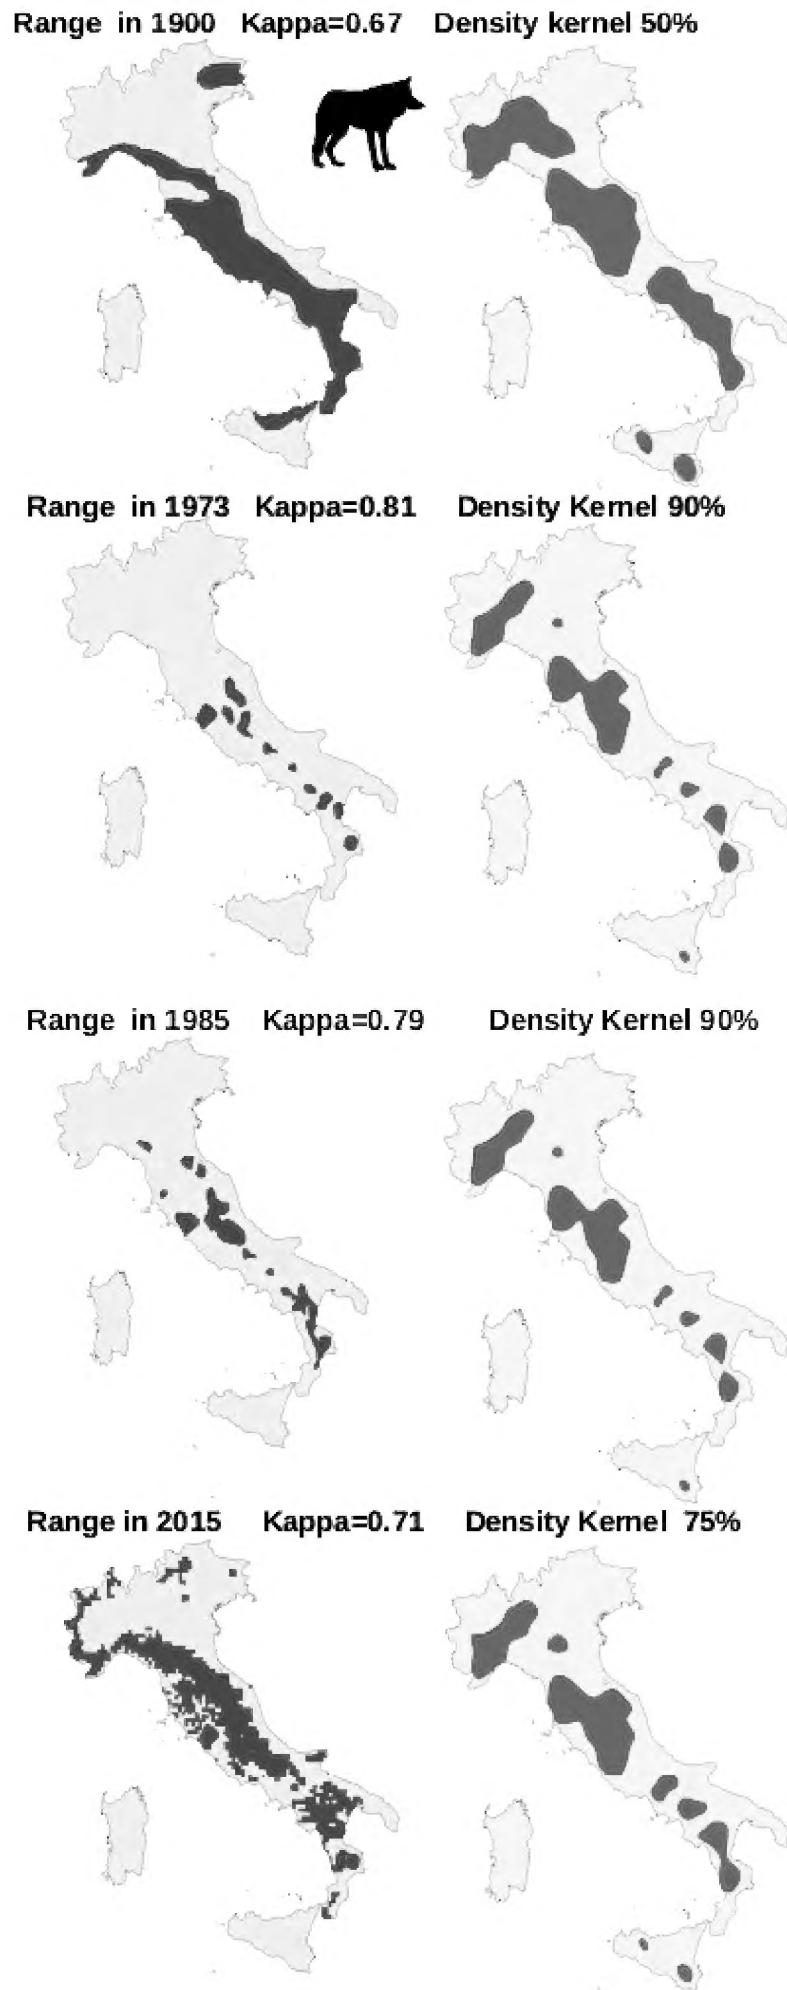 Range in 1900 Kappa=0.67 Density kernel 50%
Range in 1973 Kappa=0.81 Density Kernel 90%
Range in 1985 Kappa=0.79 Density Kernel 90%
Range in 2015 Kappa=0.71 Density Kernel 75%